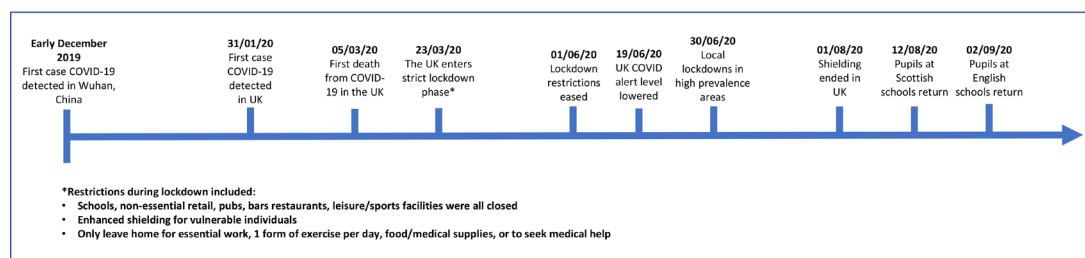 Early December
2019
First case COVID-19
detected in Wuhan,
China
31/01/20
First case
COVID-19
detected
in UK
05/03/20
First death
from COVID-
19 in the UK
23/03/20
The UK enters
strict lockdown
phase*
01/06/20
Lockdown
restrictions
eased
19/06/20
UK COVID
alert level
lowered
30/06/20
Local
lockdowns in
high prevalence
areas
01/08/20
Shielding
ended in
UK
12/08/20
Pupils at
Scottish
schools return
02/09/20
Pupils at
English
schools return
*Restrictions during lockdown included:
• Schools, non-essential retail, pubs, bars restaurants, leisure/sports facilities were all closed
• Enhanced shielding for vulnerable individuals
• Only leave home for essential work, 1 form of exercise per day, food/medical supplies, or to seek medical help